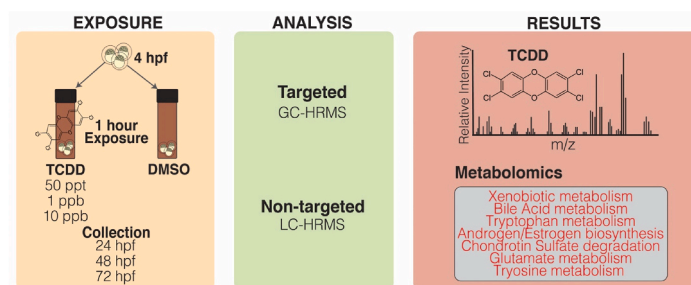 EXPOSURE
4 hpf
1 hour
Exposure
TCDD
DMSO
50 ppt
1 ppb
10 ppb
Collection
24 hpf
48 hpf
72 hpf
ANALYSIS
Targeted
GC-HRMS
Non-targeted
LC-HRMS
RESULTS
TCDD
Cl
Cl
Cl
Cl
O
O
Relative Intensity
m/z
Metabolomics
Xenobiotic metabolism
Bile Acid metabolism
Tryptophan metabolism
Androgen/Estrogen biosynthesis
Chondrotin Sulfate degradation
Glutamate metabolism
Tryosine metabolism